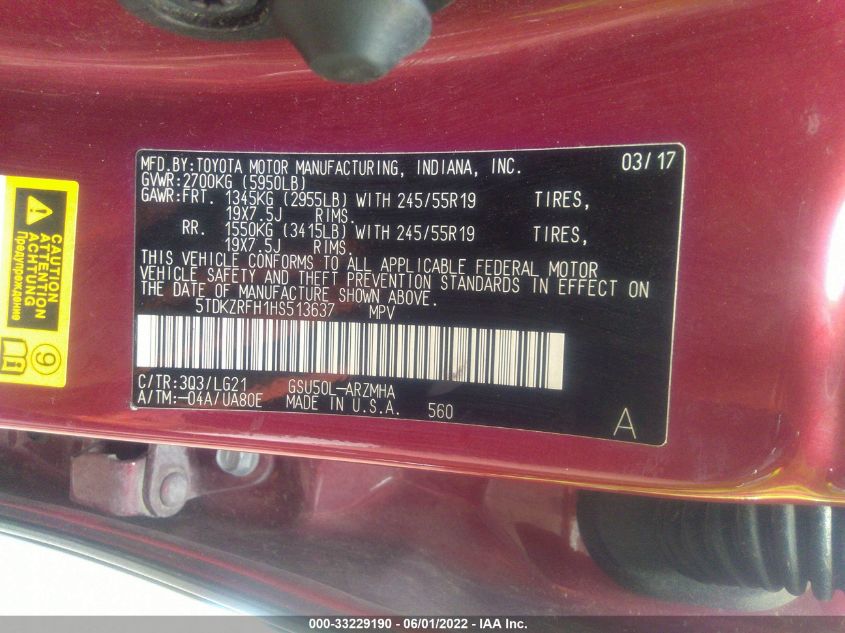 MFD.BY:TOYOTA MOTOR MANUFACTURING, INDIANA, INC. 03/17
GVWR:2700KG (5950LB)
GAWR:FRT. 1345KG (2955LB) WITH 245/55R19 TIRES,
19X7.5J RIMS.
RR. 1550KG (3415LB) WITH 245/55R19 TIRES,
19X7.5J RIMS.
THIS VEHICLE CONFORMS TO ALL APPLICABLE FEDERAL MOTOR
VEHICLE SAFETY AND THEFT PREVENTION STANDARDS IN EFFECT ON
THE DATE OF MANUFACTURE SHOWN ABOVE.
5TDKZRFH1HS513637 MPV
C/TR:3Q3/LG21 GSU50L-ARZMHA
A/TM:-04A/UA80E MADE IN U.S.A. 560
A
CAUTION
ATTENTION
ACHTUNG
Предупреждение
9
000-33229190 - 06/01/2022 - IAA Inc.